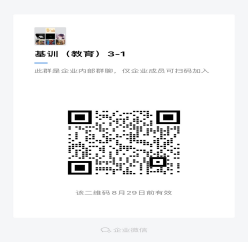 基训（教育）3-1
此群是企业内部群聊，仅企业成员可扫码加入
该二维码8月29日前有效
企业微信